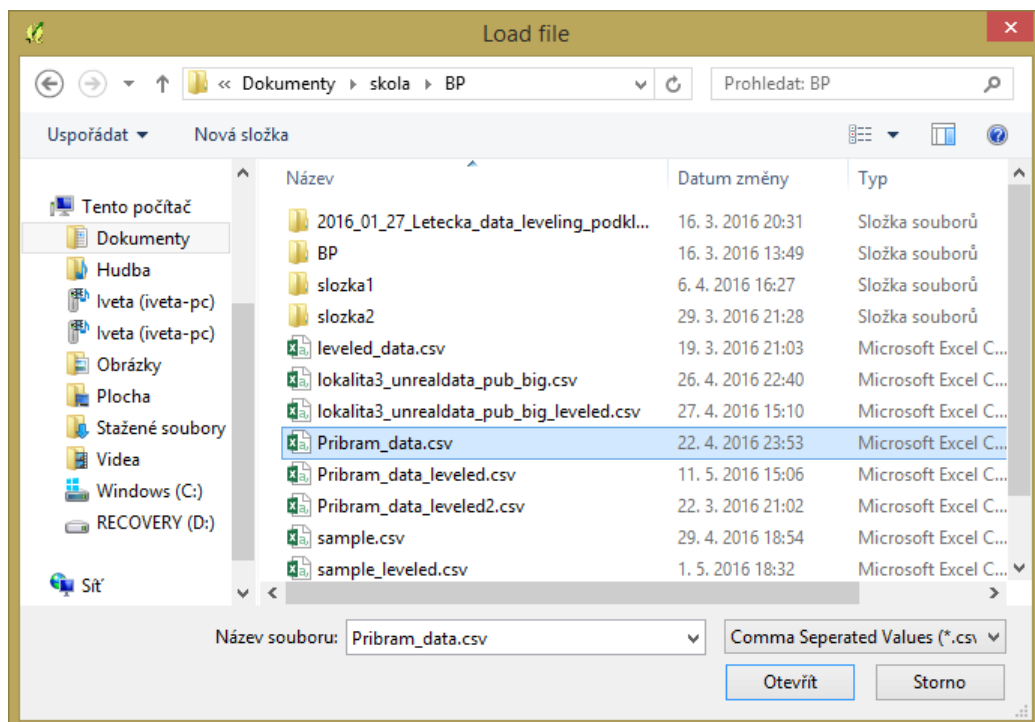 Load file
« Dokumenty skola BP Prohledat: BP
Uspořádat Nová složka
Název Datum změny Typ
Tento počítač
Dokumenty
Hudba
Iveta (iveta-pc)
Iveta (iveta-pc)
Obrázky
Plocha
Stažené soubory
Videa
Windows (C:)
RECOVERY (D:)
Síť
2016_01_27_Letecka_data_leveling_podkl... 16. 3. 2016 20:31 Složka souborů
BP 16. 3. 2016 13:49 Složka souborů
slozka1 6. 4. 2016 16:27 Složka souborů
slozka2 29. 3. 2016 21:28 Složka souborů
leveled_data.csv 19. 3. 2016 21:03 Microsoft Excel C...
lokalita3_unrealdata_pub_big.csv 26. 4. 2016 22:40 Microsoft Excel C...
lokalita3_unrealdata_pub_big_leveled.csv 27. 4. 2016 15:10 Microsoft Excel C...
Pribram_data.csv 22. 4. 2016 23:53 Microsoft Excel C...
Pribram_data_leveled.csv 11. 5. 2016 15:06 Microsoft Excel C...
Pribram_data_leveled2.csv 22. 3. 2016 21:02 Microsoft Excel C...
sample.csv 29. 4. 2016 18:54 Microsoft Excel C...
sample_leveled.csv 1. 5. 2016 18:32 Microsoft Excel C...
Název souboru: Pribram_data.csv Comma Seperated Values (*.csv
Otevřít Storno